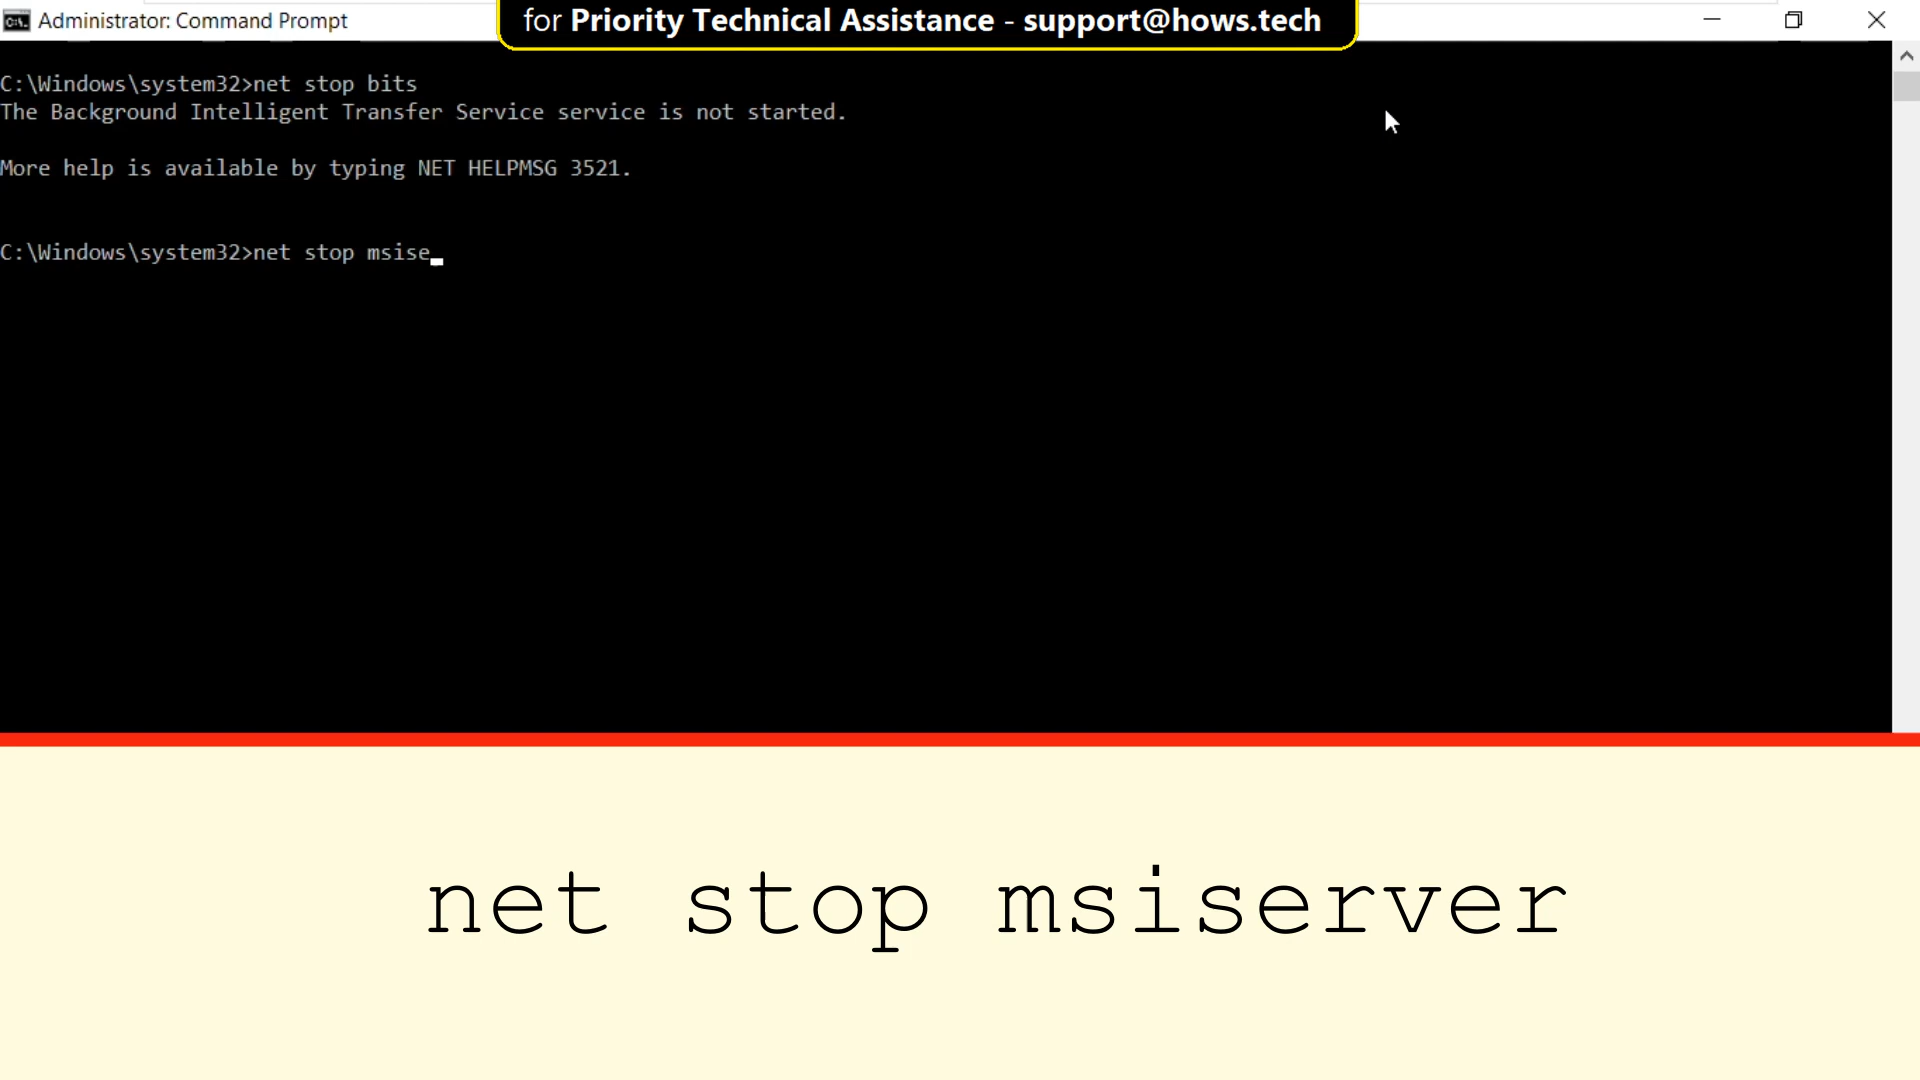 Administrator: Command Prompt
for Priority Technical Assistance - support@hows.tech
C:\Windows\system32>net stop bits
The Background Intelligent Transfer Service service is not started.
More help is available by typing NET HELPMSG 3521.
C:\Windows\system32>net stop msise
net stop msiserver